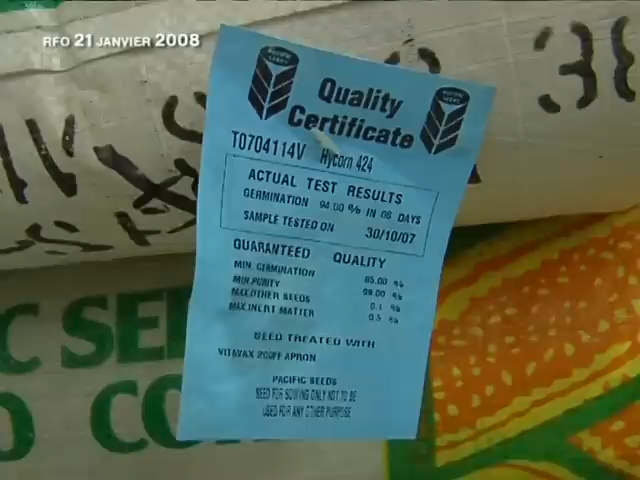 RFO 21 JANVIER 2008
Quality
Certificate
T0704114V Hycorn 424
ACTUAL TEST RESULTS
GERMINATION 94.00 % IN 06 DAYS
SAMPLE TESTED ON 30/10/07
GUARANTEED QUALITY
MIN. GERMINATION 85.00 %
MIN.PURITY 99.00 %
MAX.OTHER SEEDS 0.1 %
MAX.INERT MATTER 0.5 %
SEED TREATED WITH
VITAVAX 200FF APRON
PACIFIC SEEDS
SEED FOR SOWING ONLY NOT TO BE
USED FOR ANY OTHER PURPOSE